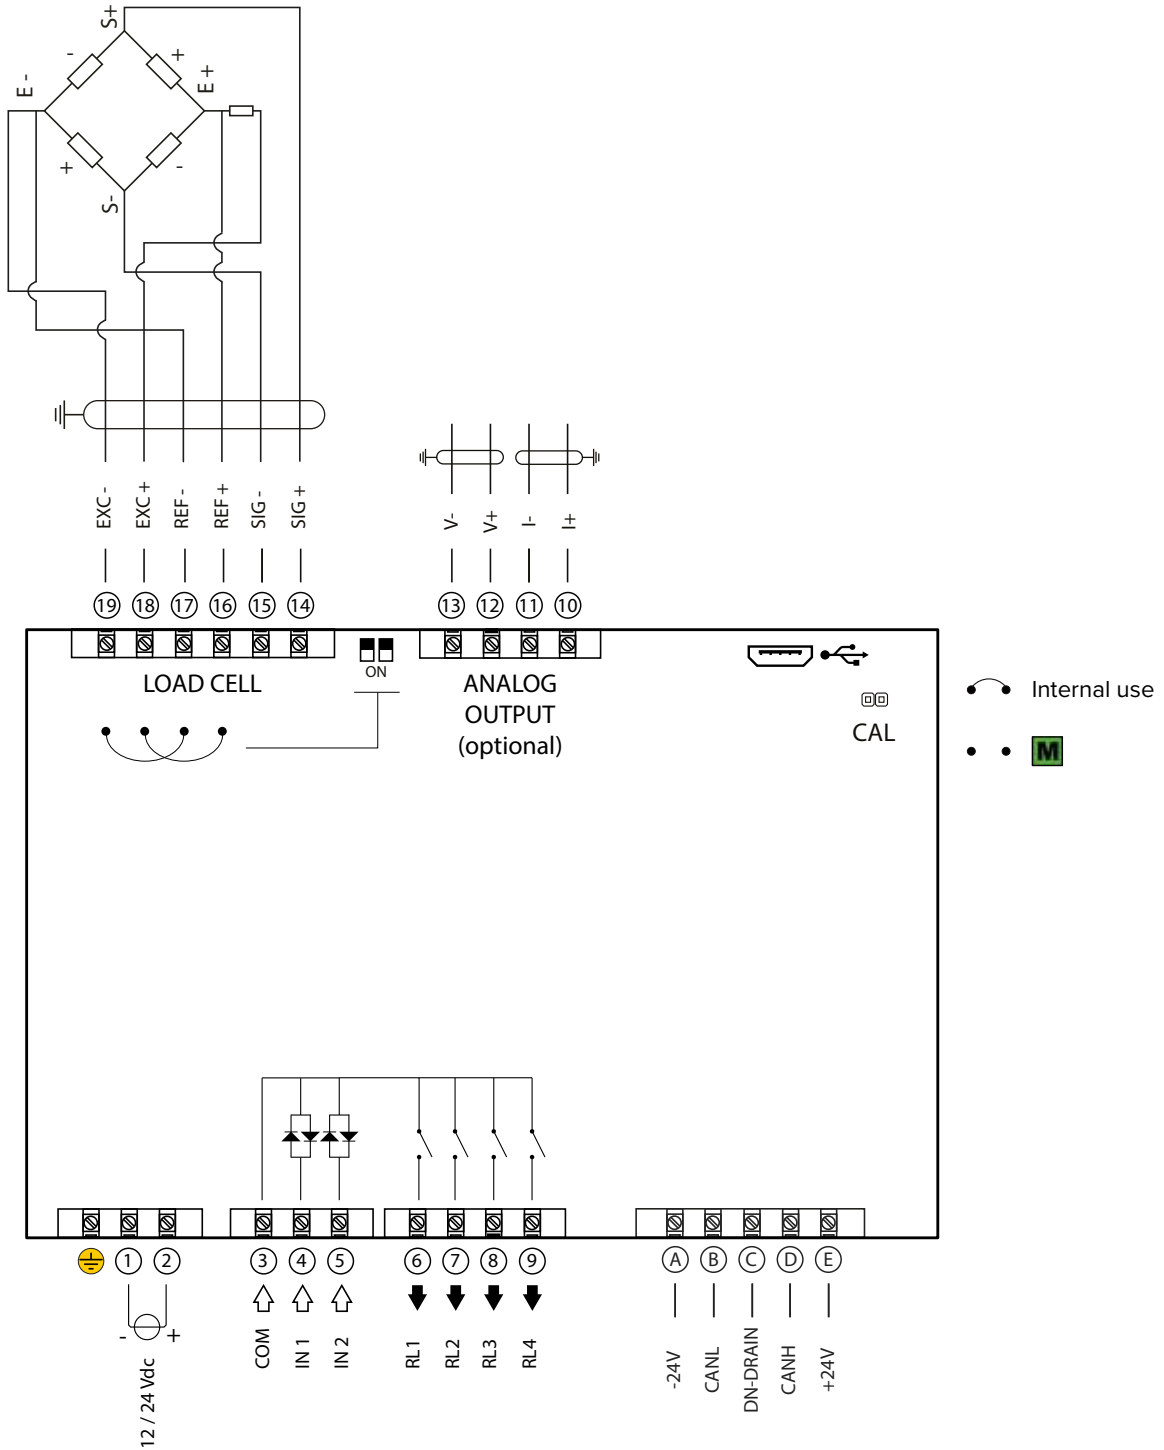 S+
- +
E - E +
+ -
S-
EXC - EXC + REF - REF + SIG - SIG + V- V+ I- I+
19 18 17 16 15 14 13 12 11 10
ON
LOAD CELL
ANALOG
OUTPUT
(optional)
CAL
Internal use
M
1 2 3 4 5 6 7 8 9 A B C D E
- +
12 / 24 Vdc
COM IN 1 IN 2 RL1 RL2 RL3 RL4 -24V CANL DN-DRAIN CANH +24V